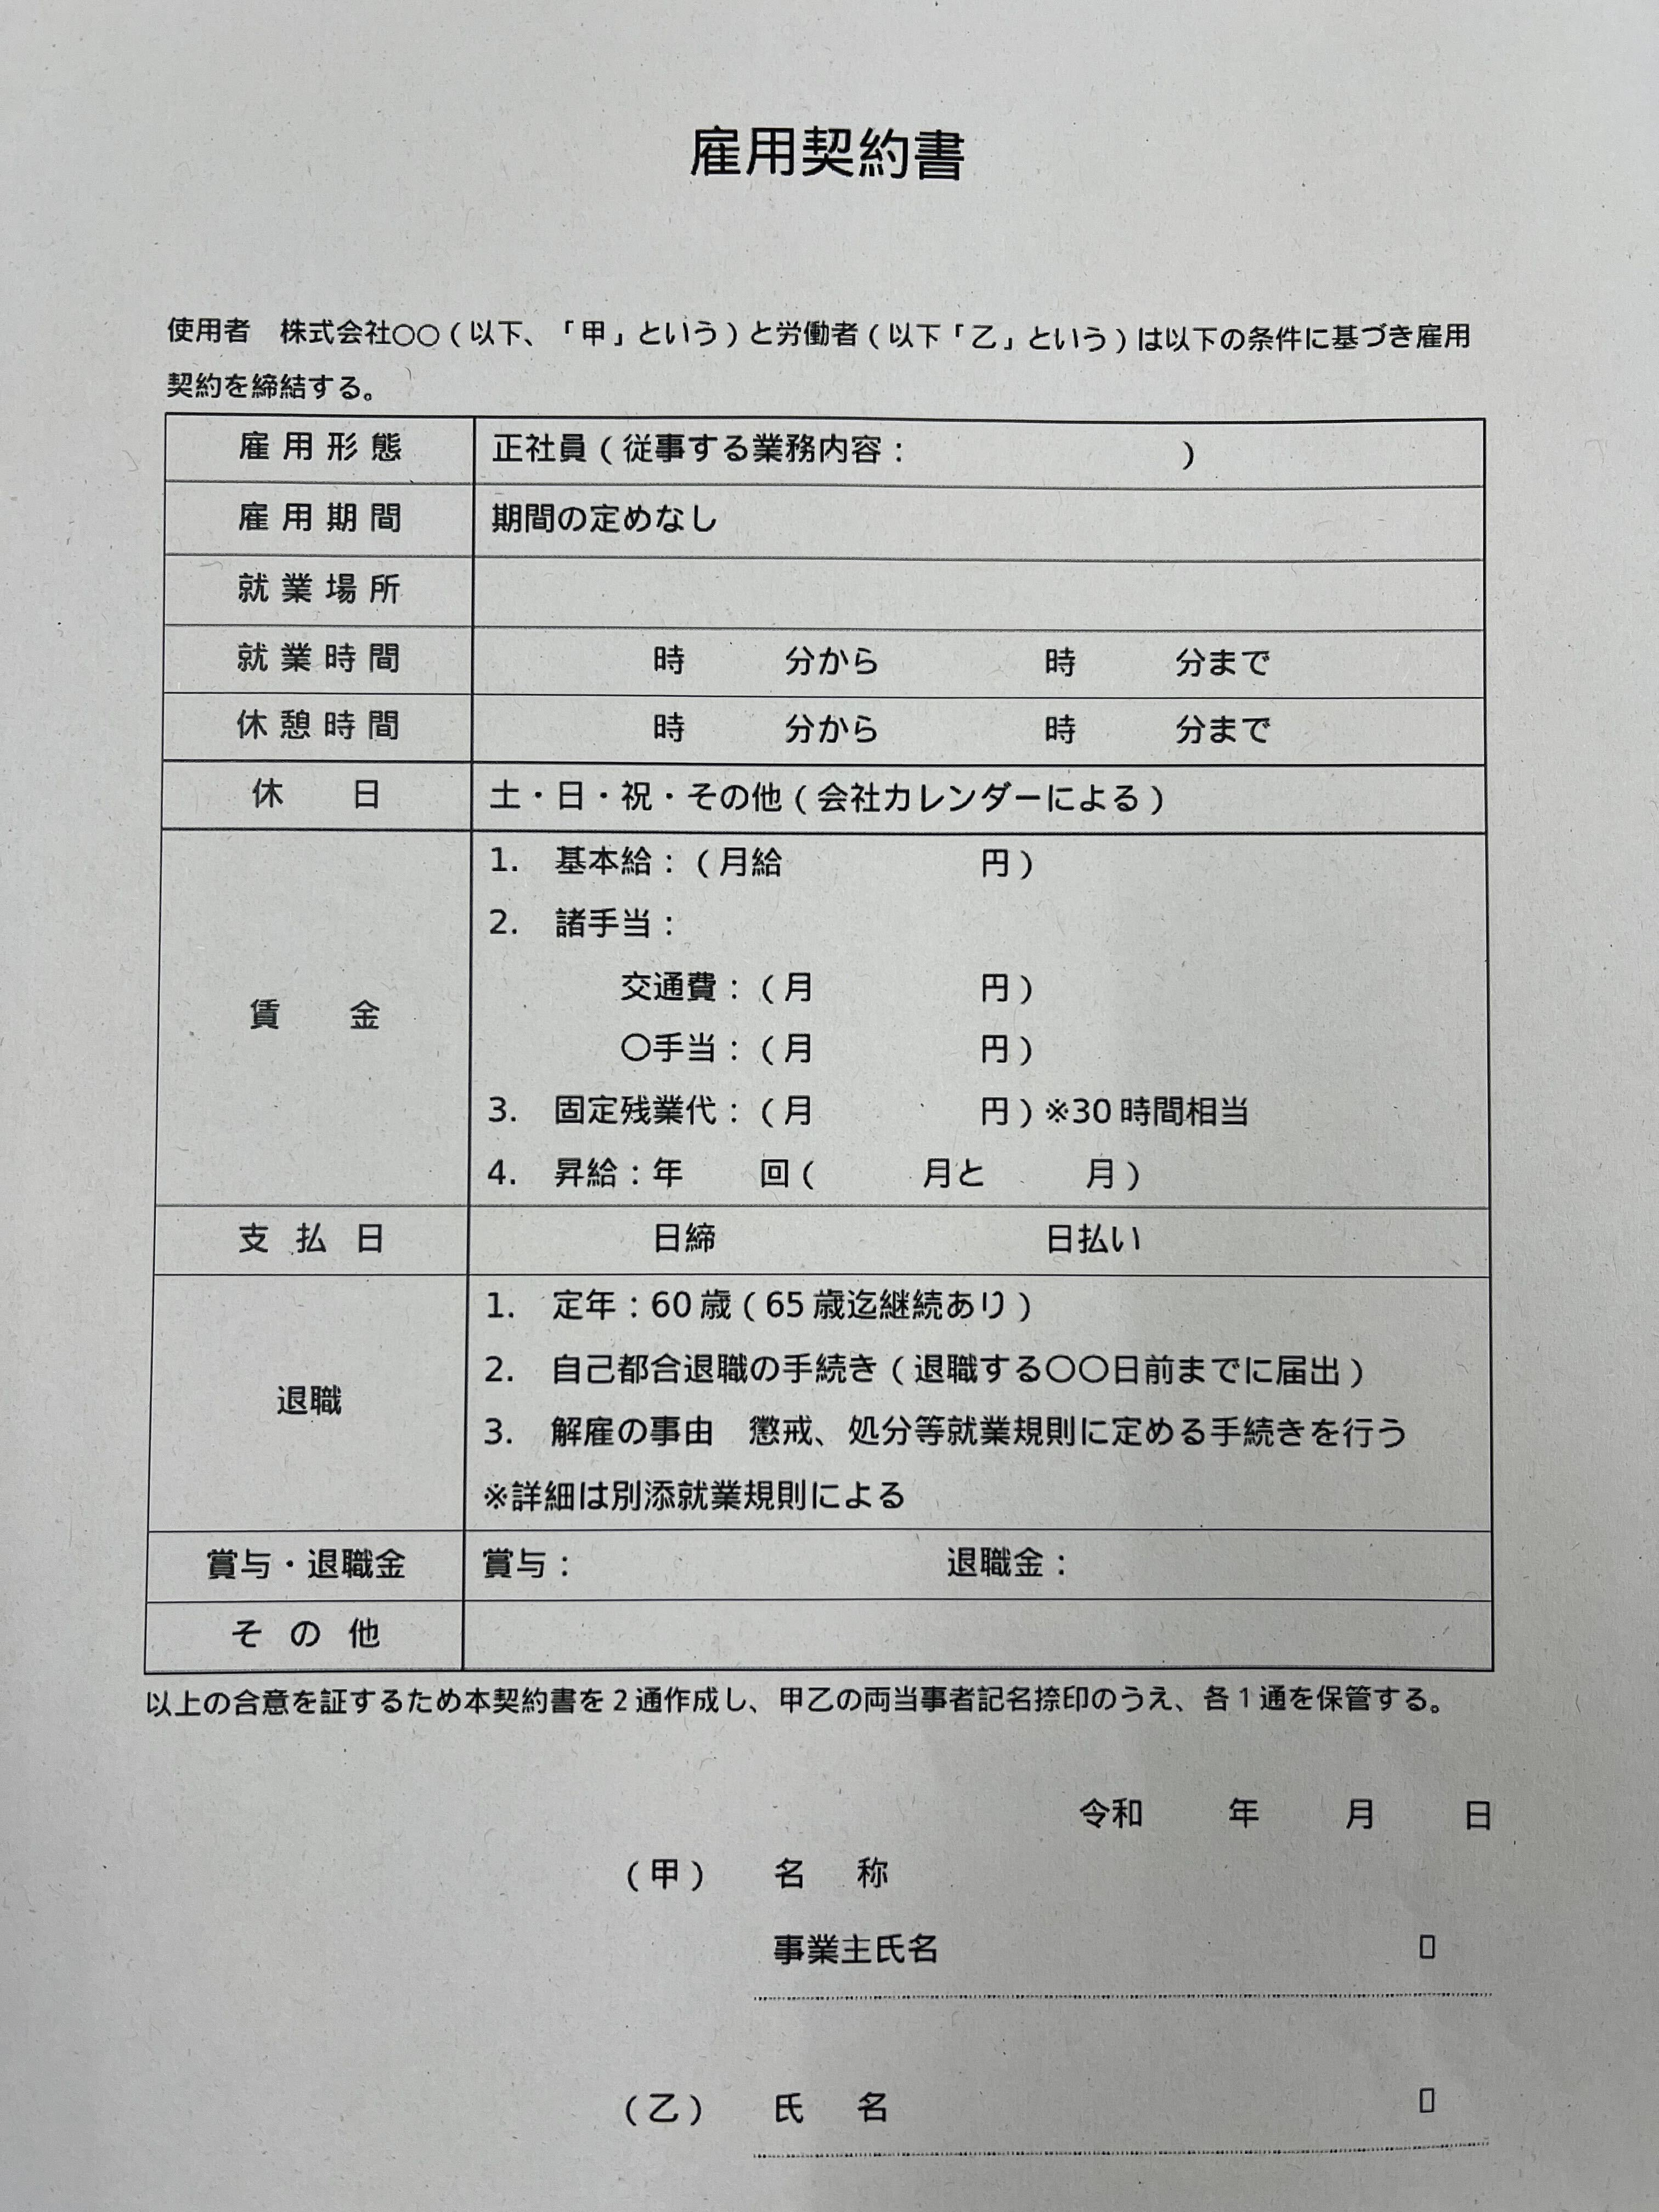 雇用契約書
使用者　株式会社〇〇(以下、「甲」という)と労働者(以下「乙」という)は以下の条件に基づき雇用
契約を締結する。
雇用形態　正社員(従事する業務内容：　　　　　　　　)
雇用期間　期間の定めなし
就業場所
就業時間　　　時　　　分から　　　時　　　分まで
休憩時間　　　時　　　分から　　　時　　　分まで
休　日　土・日・祝・その他(会社カレンダーによる)
賃　金
1.　基本給：(月給　　　　　円)
2.　諸手当：
交通費：(月　　　　　円)
〇手当：(月　　　　　円)
3.　固定残業代：(月　　　　　円)※30時間相当
4.　昇給：年　　回(　　　月と　　　月)
支払日　　　日締　　　　　日払い
退職
1.　定年：60歳(65歳迄継続あり)
2.　自己都合退職の手続き(退職する〇〇日前までに届出)
3.　解雇の事由　懲戒、処分等就業規則に定める手続きを行う
※詳細は別添就業規則による
賞与・退職金　賞与：　　　　　　　退職金：
その他
以上の合意を証するため本契約書を2通作成し、甲乙の両当事者記名捺印のうえ、各1通を保管する。
令和　　年　　月　　日
(甲)　名　称
事業主氏名
(乙)　氏　名